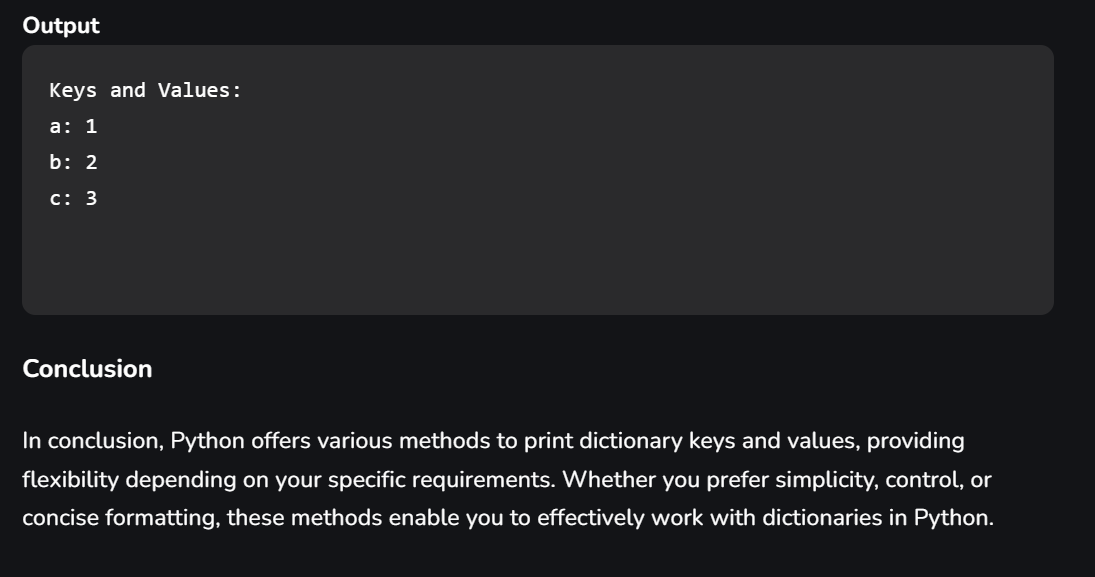 Output
Keys and Values:
a: 1
b: 2
c: 3
Conclusion
In conclusion, Python offers various methods to print dictionary keys and values, providing
flexibility depending on your specific requirements. Whether you prefer simplicity, control, or
concise formatting, these methods enable you to effectively work with dictionaries in Python.